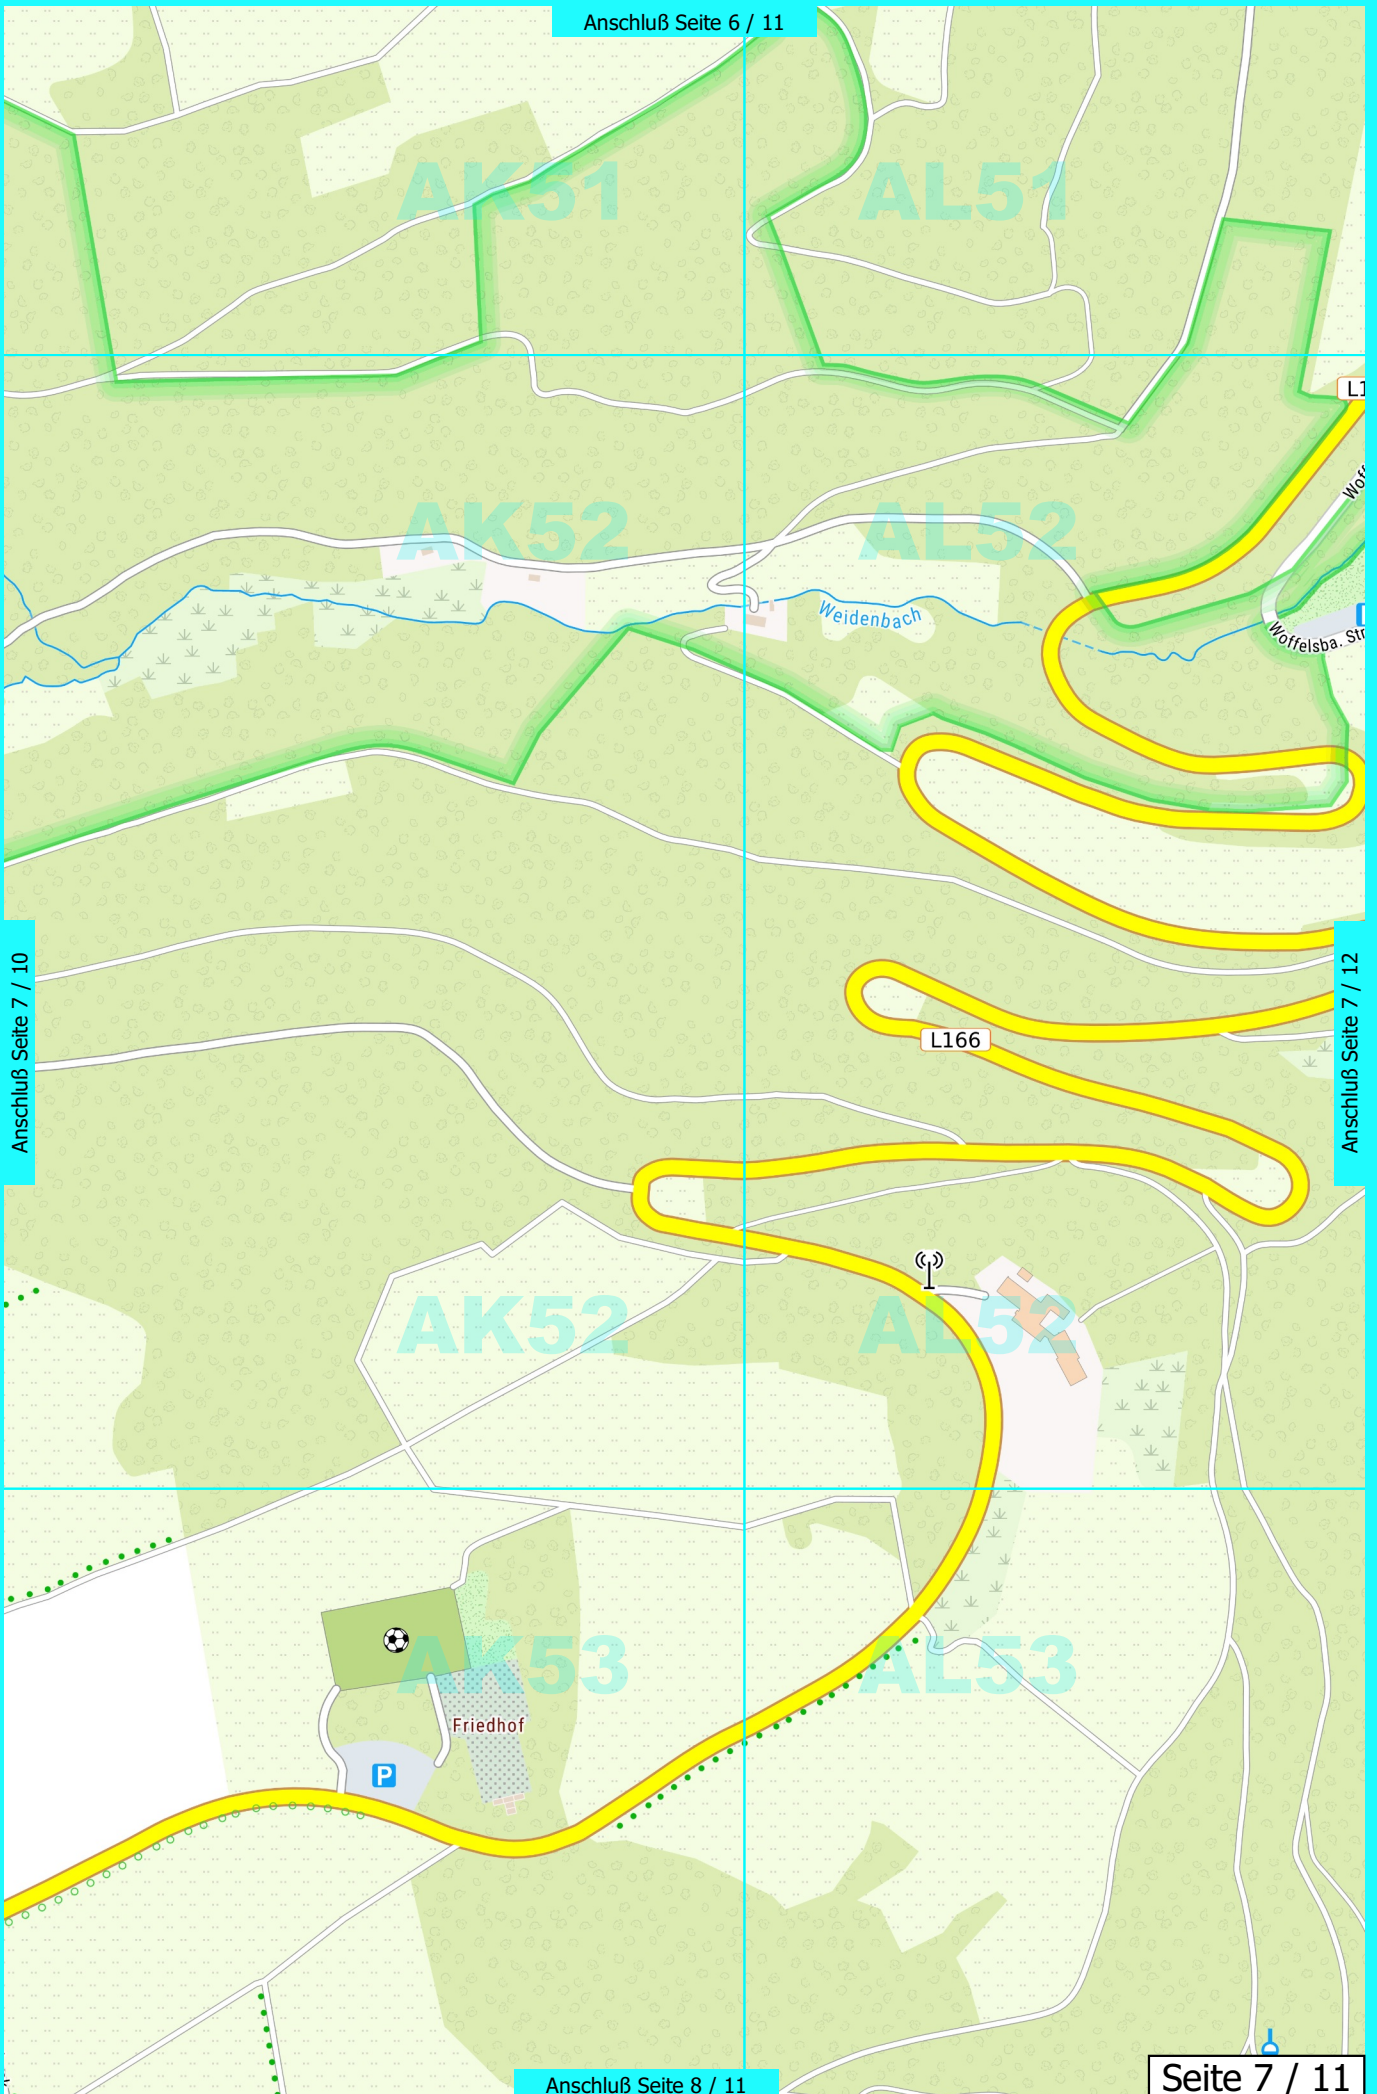 Anschluß Seite 6 / 11
AK51
AL51
L1
Woff
AK52
AL52
Weidenbach
Woffelsba. Str
Anschluß Seite 7 / 10
Anschluß Seite 7 / 12
L166
AK52
AL52
AK53
AL53
Friedhof
P
Seite 7 / 11
Anschluß Seite 8 / 11